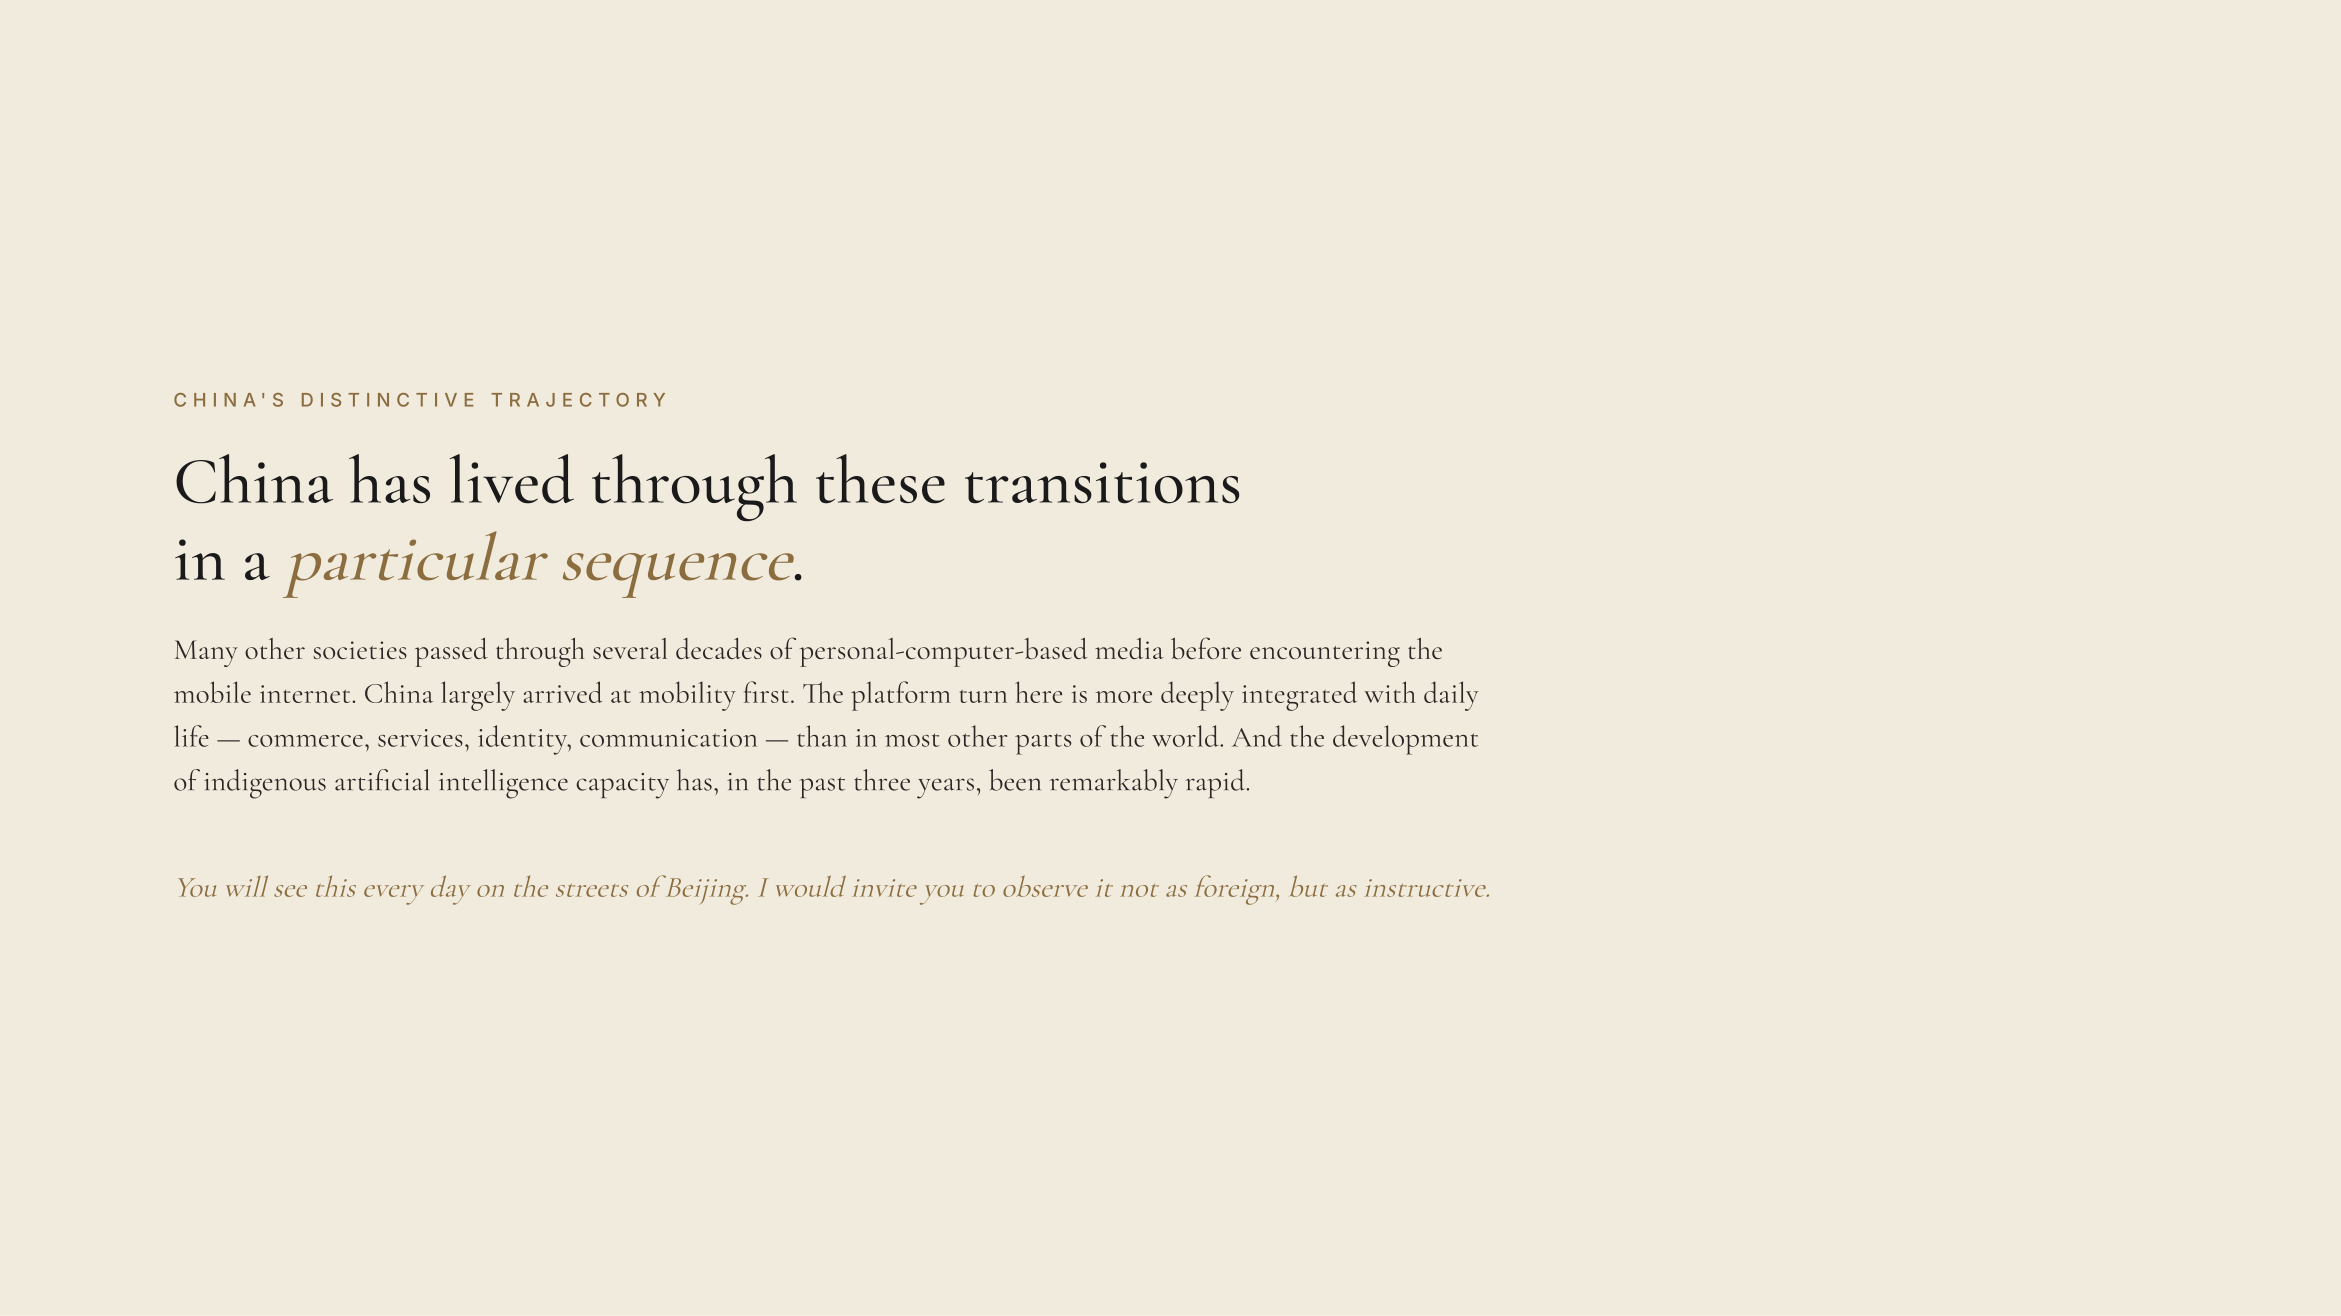 CHINA'S DISTINCTIVE TRAJECTORY
China has lived through these transitions
in a particular sequence.
Many other societies passed through several decades of personal-computer-based media before encountering the
mobile internet. China largely arrived at mobility first. The platform turn here is more deeply integrated with daily
life — commerce, services, identity, communication — than in most other parts of the world. And the development
of indigenous artificial intelligence capacity has, in the past three years, been remarkably rapid.
You will see this every day on the streets of Beijing. I would invite you to observe it not as foreign, but as instructive.